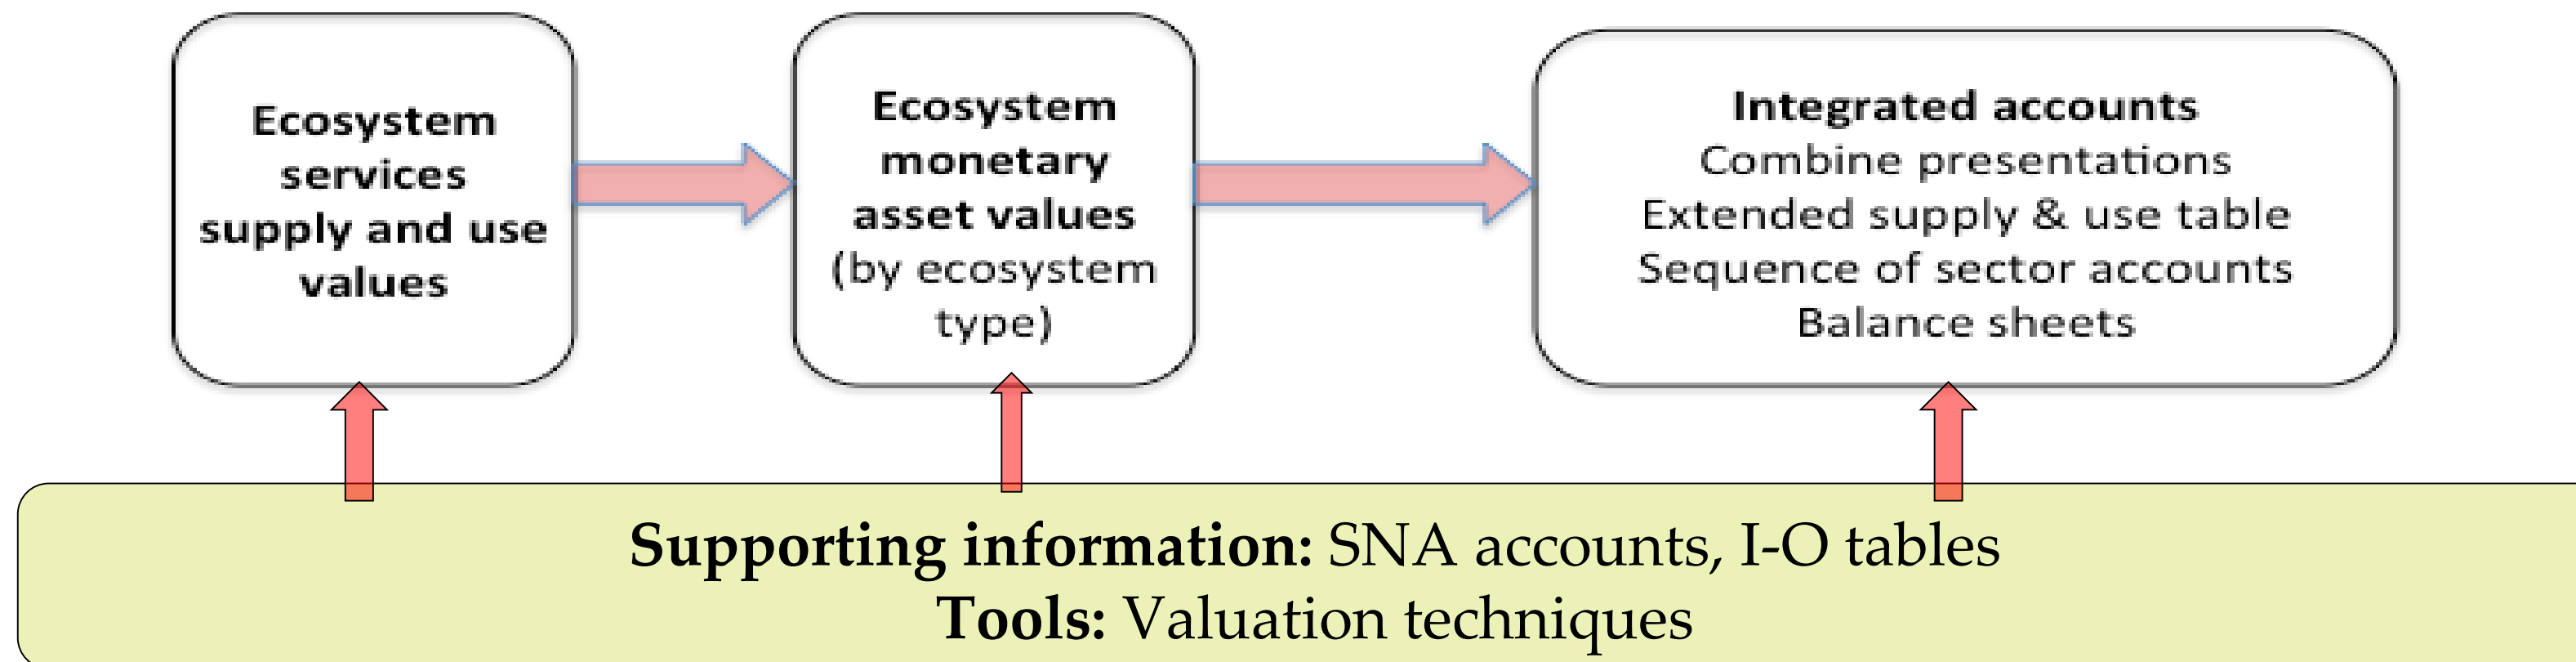 Ecosystem
services
supply and use
values
Ecosystem
monetary
asset values
(by ecosystem
type)
Integrated accounts
Combine presentations
Extended supply & use table
Sequence of sector accounts
Balance sheets
Supporting information: SNA accounts, I-O tables
Tools: Valuation techniques